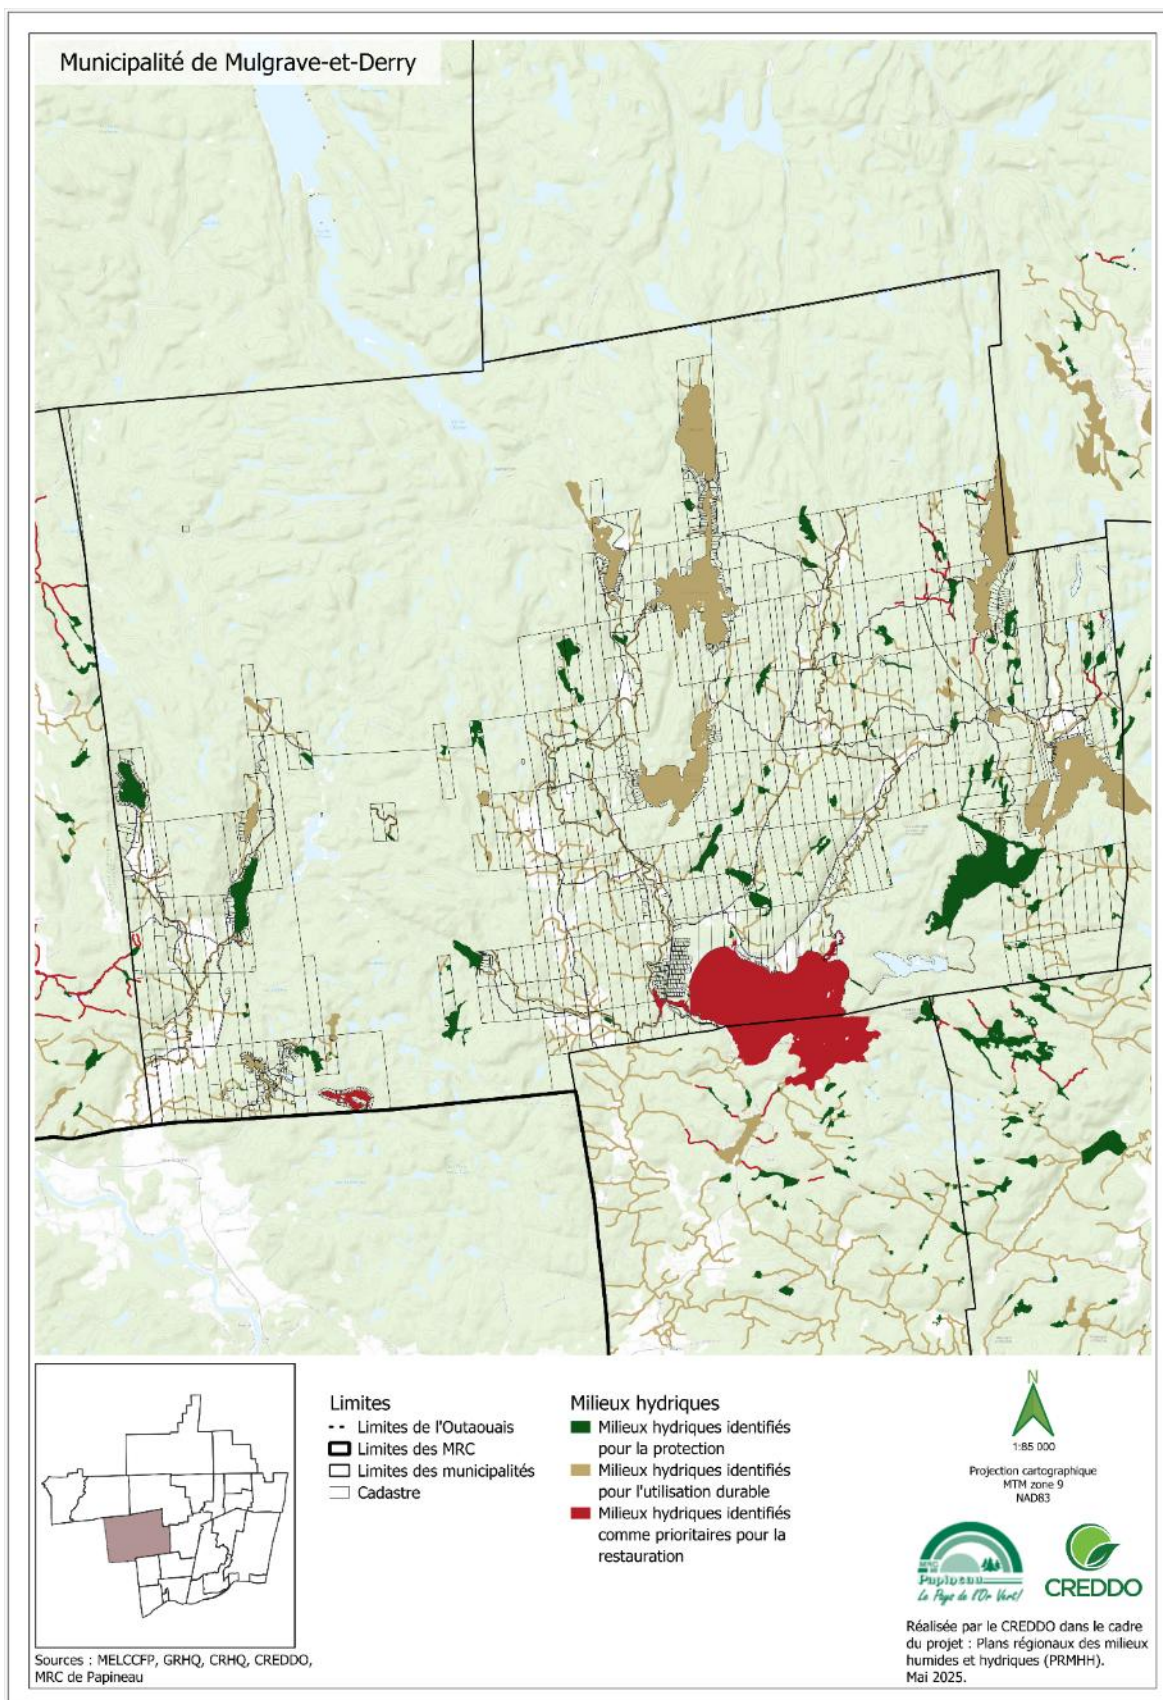 Municipalité de Mulgrave-et-Derry
Limites
Limites de l'Outaouais
Limites des MRC
Limites des municipalités
Cadastre
Milieux hydriques
Milieux hydriques identifiés
pour la protection
Milieux hydriques identifiés
pour l'utilisation durable
Milieux hydriques identifiés
comme prioritaires pour la
restauration
N
1:85 000
Projection cartographique
MTM zone 9
NAD83
MRC
Papineau
Le Pays de l'Or Vert!
CREDDO
Réalisée par le CREDDO dans le cadre
du projet : Plans régionaux des milieux
humides et hydriques (PRMHH).
Mai 2025.
Sources : MELCCFP, GRHQ, CRHQ, CREDDO,
MRC de Papineau